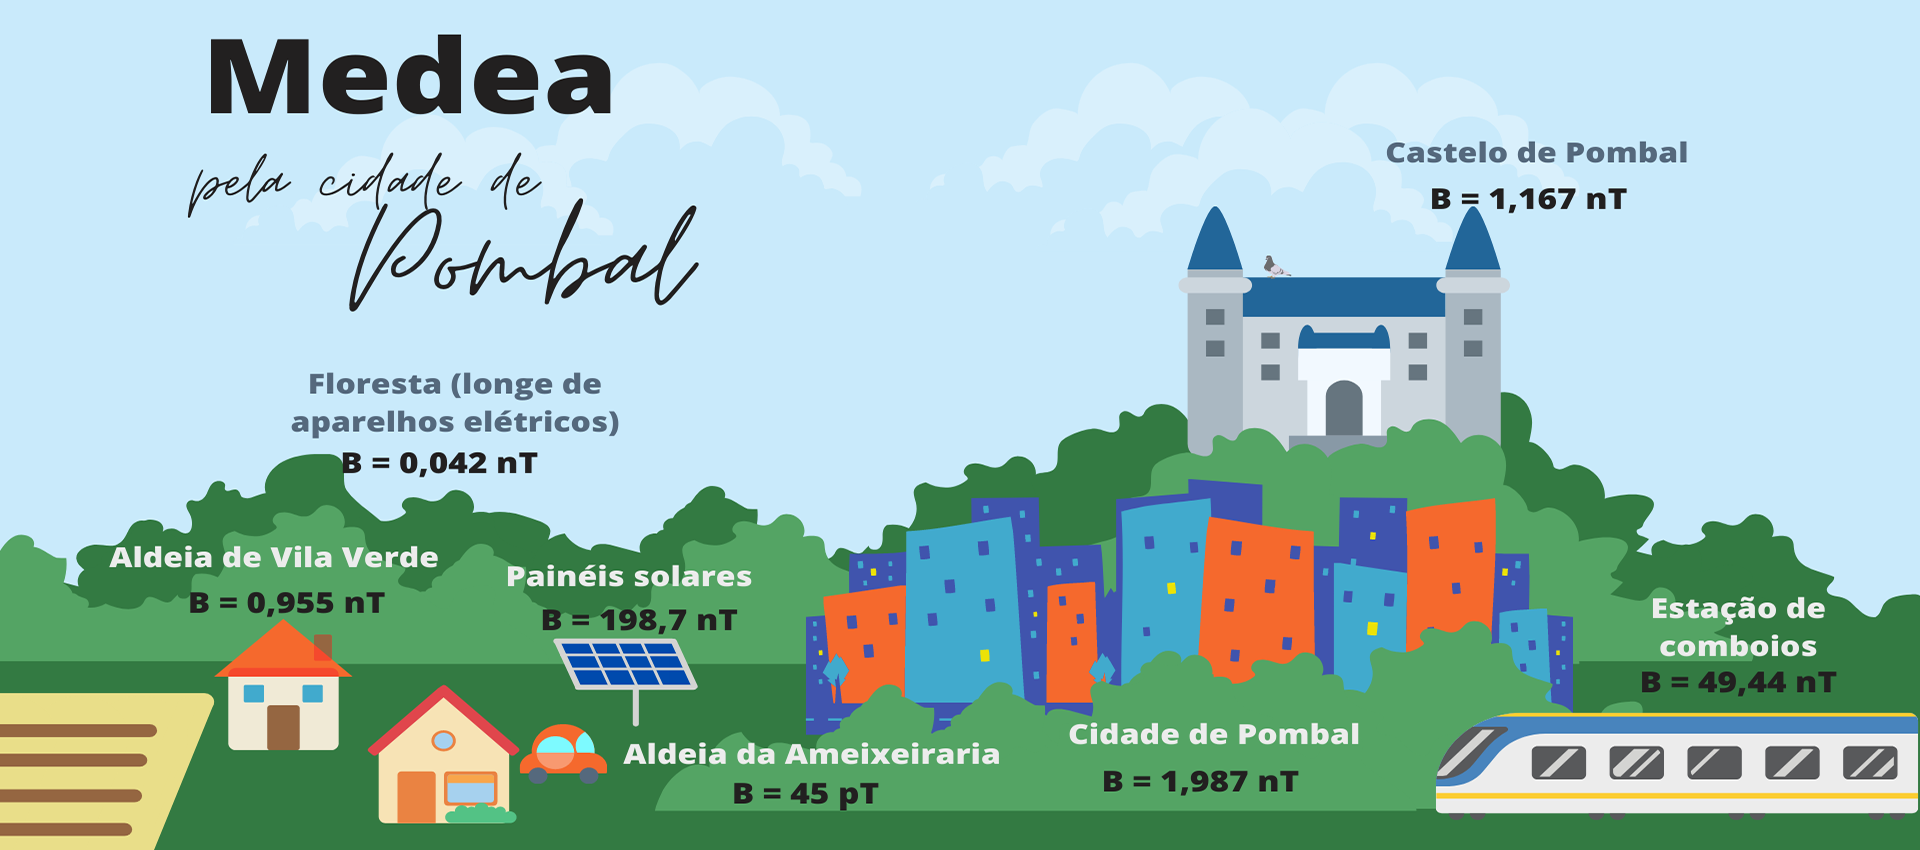 Medea
pela cidade de
Pombal
Castelo de Pombal
B = 1,167 nT
Floresta (longe de
aparelhos elétricos)
B = 0,042 nT
Aldeia de Vila Verde
B = 0,955 nT
Painéis solares
B = 198,7 nT
Estação de
comboios
B = 49,44 nT
Aldeia da Ameixeiraria
B = 45 pT
Cidade de Pombal
B = 1,987 nT